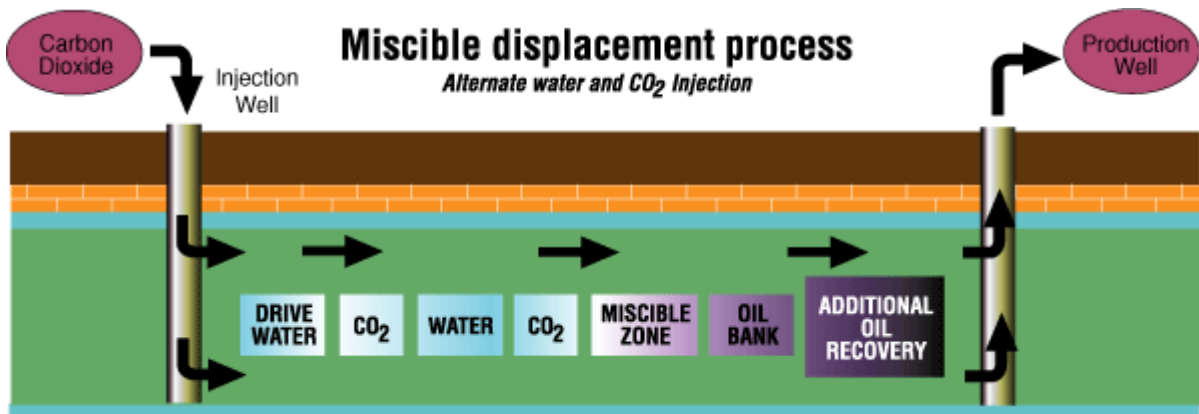 Carbon
Dioxide
Injection
Well
Miscible displacement process
Alternate water and CO₂ Injection
Production
Well
DRIVE
WATER
CO₂
WATER
CO₂
MISCIBLE
ZONE
OIL
BANK
ADDITIONAL
OIL
RECOVERY